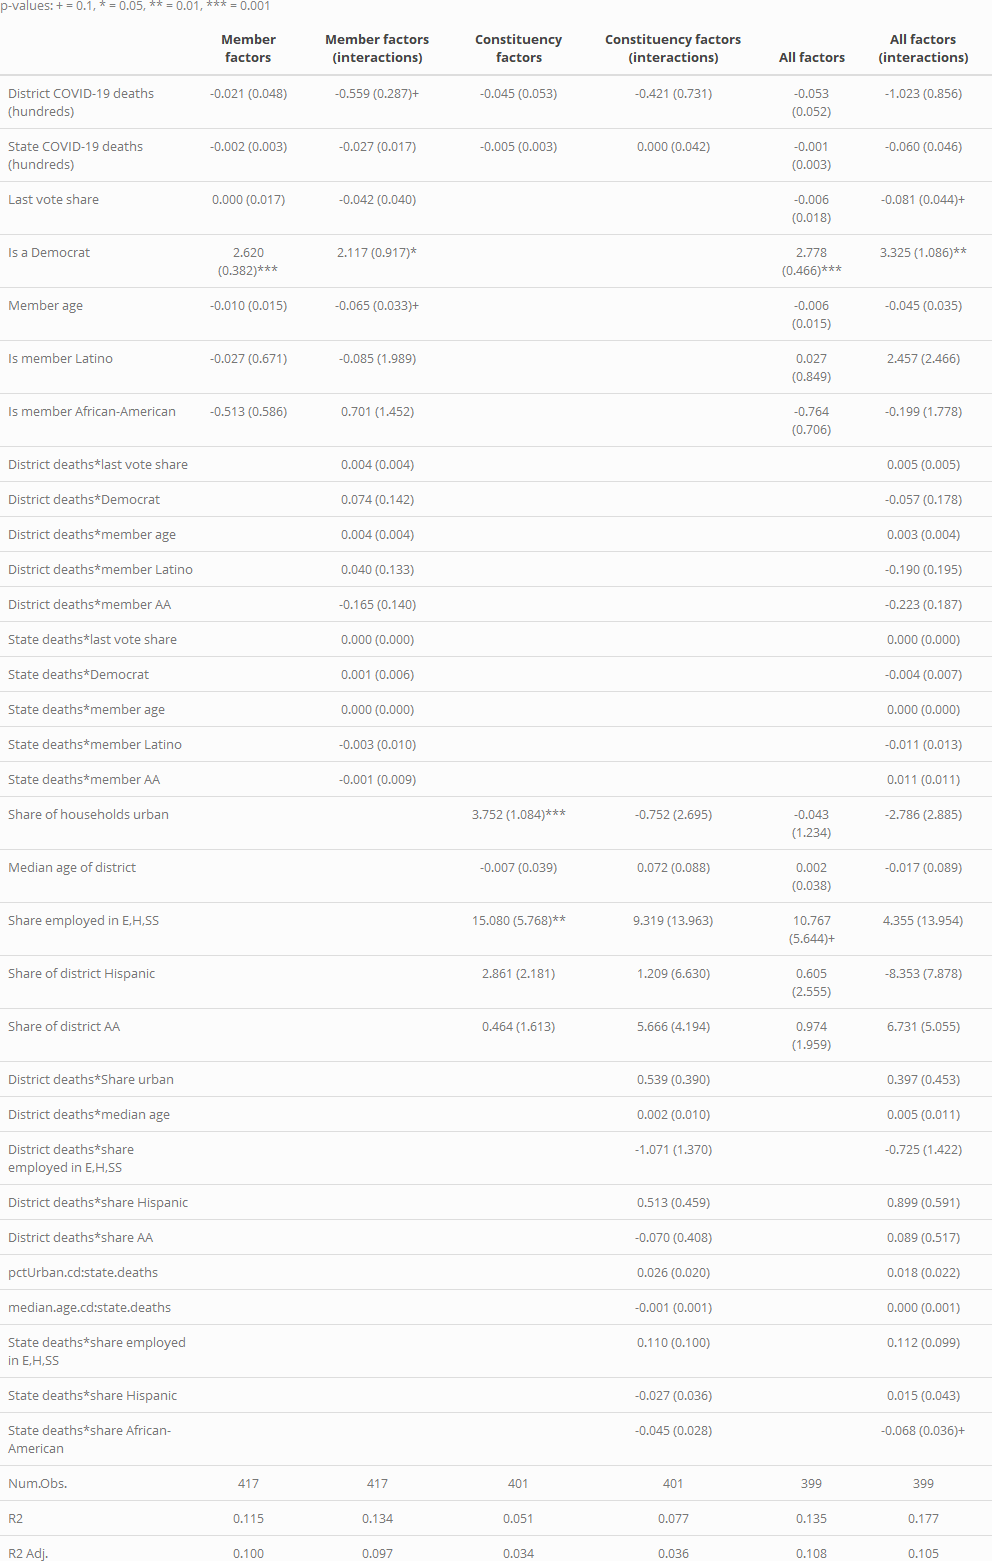 p-values: + = 0.1, * = 0.05, ** = 0.01, *** = 0.001
Member factors Member factors (interactions) Constituency factors Constituency factors (interactions) All factors All factors (interactions)
District COVID-19 deaths (hundreds) -0.021 (0.048) -0.559 (0.287)+ -0.045 (0.053) -0.421 (0.731) -0.053 (0.052) -1.023 (0.856)
State COVID-19 deaths (hundreds) -0.002 (0.003) -0.027 (0.017) -0.005 (0.003) 0.000 (0.042) -0.001 (0.003) -0.060 (0.046)
Last vote share 0.000 (0.017) -0.042 (0.040) -0.006 (0.018) -0.081 (0.044)+
Is a Democrat 2.620 (0.382)*** 2.117 (0.917)* 2.778 (0.466)*** 3.325 (1.086)**
Member age -0.010 (0.015) -0.065 (0.033)+ -0.006 (0.015) -0.045 (0.035)
Is member Latino -0.027 (0.671) -0.085 (1.989) 0.027 (0.849) 2.457 (2.466)
Is member African-American -0.513 (0.586) 0.701 (1.452) -0.764 (0.706) -0.199 (1.778)
District deaths*last vote share 0.004 (0.004) 0.005 (0.005)
District deaths*Democrat 0.074 (0.142) -0.057 (0.178)
District deaths*member age 0.004 (0.004) 0.003 (0.004)
District deaths*member Latino 0.040 (0.133) -0.190 (0.195)
District deaths*member AA -0.165 (0.140) -0.223 (0.187)
State deaths*last vote share 0.000 (0.000) 0.000 (0.000)
State deaths*Democrat 0.001 (0.006) -0.004 (0.007)
State deaths*member age 0.000 (0.000) 0.000 (0.000)
State deaths*member Latino -0.003 (0.010) -0.011 (0.013)
State deaths*member AA -0.001 (0.009) 0.011 (0.011)
Share of households urban 3.752 (1.084)*** -0.752 (2.695) -0.043 (1.234) -2.786 (2.885)
Median age of district -0.007 (0.039) 0.072 (0.088) 0.002 (0.038) -0.017 (0.089)
Share employed in E,H,SS 15.080 (5.768)** 9.319 (13.963) 10.767 (5.644)+ 4.355 (13.954)
Share of district Hispanic 2.861 (2.181) 1.209 (6.630) 0.605 (2.555) -8.353 (7.878)
Share of district AA 0.464 (1.613) 5.666 (4.194) 0.974 (1.959) 6.731 (5.055)
District deaths*Share urban 0.539 (0.390) 0.397 (0.453)
District deaths*median age 0.002 (0.010) 0.005 (0.011)
District deaths*share employed in E,H,SS -1.071 (1.370) -0.725 (1.422)
District deaths*share Hispanic 0.513 (0.459) 0.899 (0.591)
District deaths*share AA -0.070 (0.408) 0.089 (0.517)
pctUrban.cd:state.deaths 0.026 (0.020) 0.018 (0.022)
median.age.cd:state.deaths -0.001 (0.001) 0.000 (0.001)
State deaths*share employed in E,H,SS 0.110 (0.100) 0.112 (0.099)
State deaths*share Hispanic -0.027 (0.036) 0.015 (0.043)
State deaths*share African-American -0.045 (0.028) -0.068 (0.036)+
Num.Obs. 417 417 401 401 399 399
R2 0.115 0.134 0.051 0.077 0.135 0.177
R2 Adj. 0.100 0.097 0.034 0.036 0.108 0.105